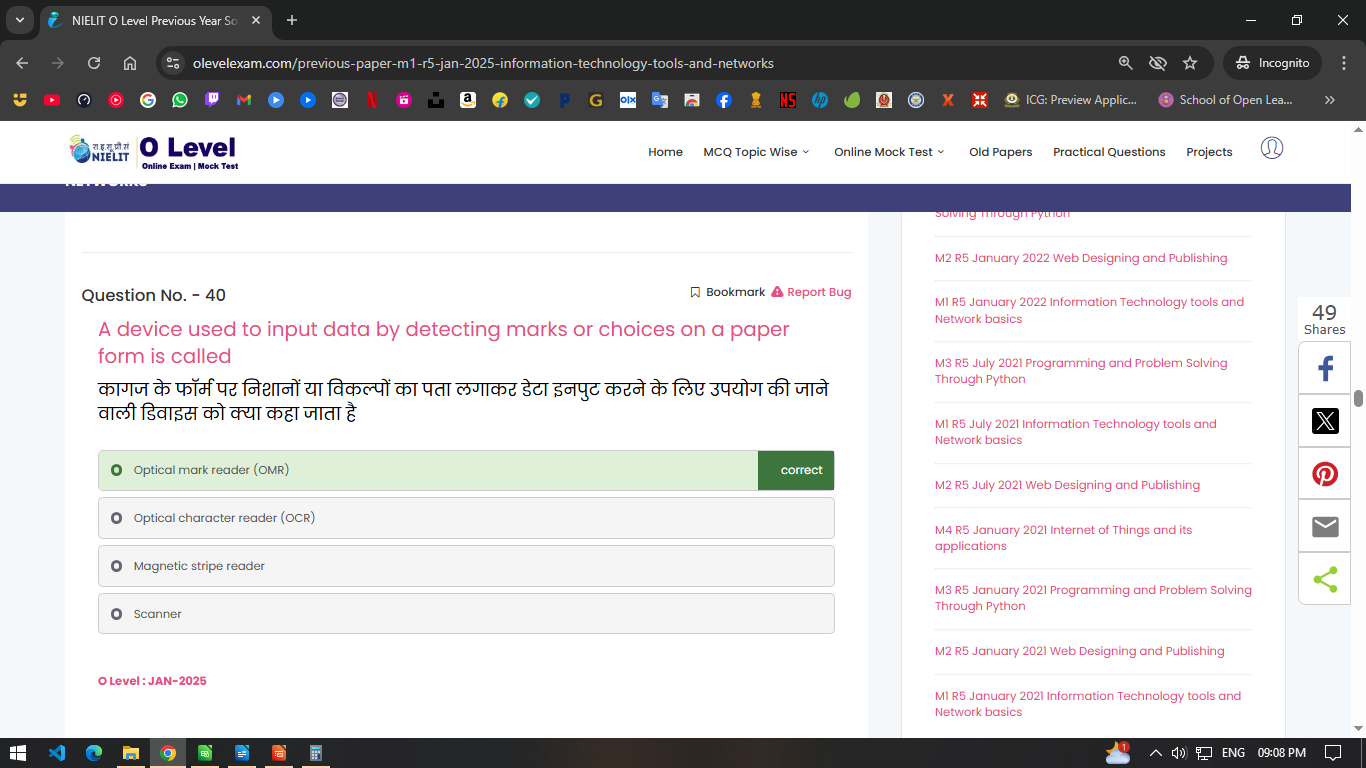 NIELIT O Level Previous Year So
olevelexam.com/previous-paper-m1-r5-jan-2025-information-technology-tools-and-networks
Incognito
ICG: Preview Applic...
School of Open Lea...
रा.इ.सू.प्रौ.सं
NIELIT
O Level
Online Exam | Mock Test
Home
MCQ Topic Wise
Online Mock Test
Old Papers
Practical Questions
Projects
NETWORKS
Question No. - 40
Bookmark
Report Bug
A device used to input data by detecting marks or choices on a paper
form is called
कागज के फॉर्म पर निशानों या विकल्पों का पता लगाकर डेटा इनपुट करने के लिए उपयोग की जाने
वाली डिवाइस को क्या कहा जाता है
O Optical mark reader (OMR) correct
O Optical character reader (OCR)
O Magnetic stripe reader
O Scanner
O Level : JAN-2025
Solving Through Python
M2 R5 January 2022 Web Designing and Publishing
M1 R5 January 2022 Information Technology tools and
Network basics
M3 R5 July 2021 Programming and Problem Solving
Through Python
M1 R5 July 2021 Information Technology tools and
Network basics
M2 R5 July 2021 Web Designing and Publishing
M4 R5 January 2021 Internet of Things and its
applications
M3 R5 January 2021 Programming and Problem Solving
Through Python
M2 R5 January 2021 Web Designing and Publishing
M1 R5 January 2021 Information Technology tools and
Network basics
49
Shares
1
ENG
09:08 PM